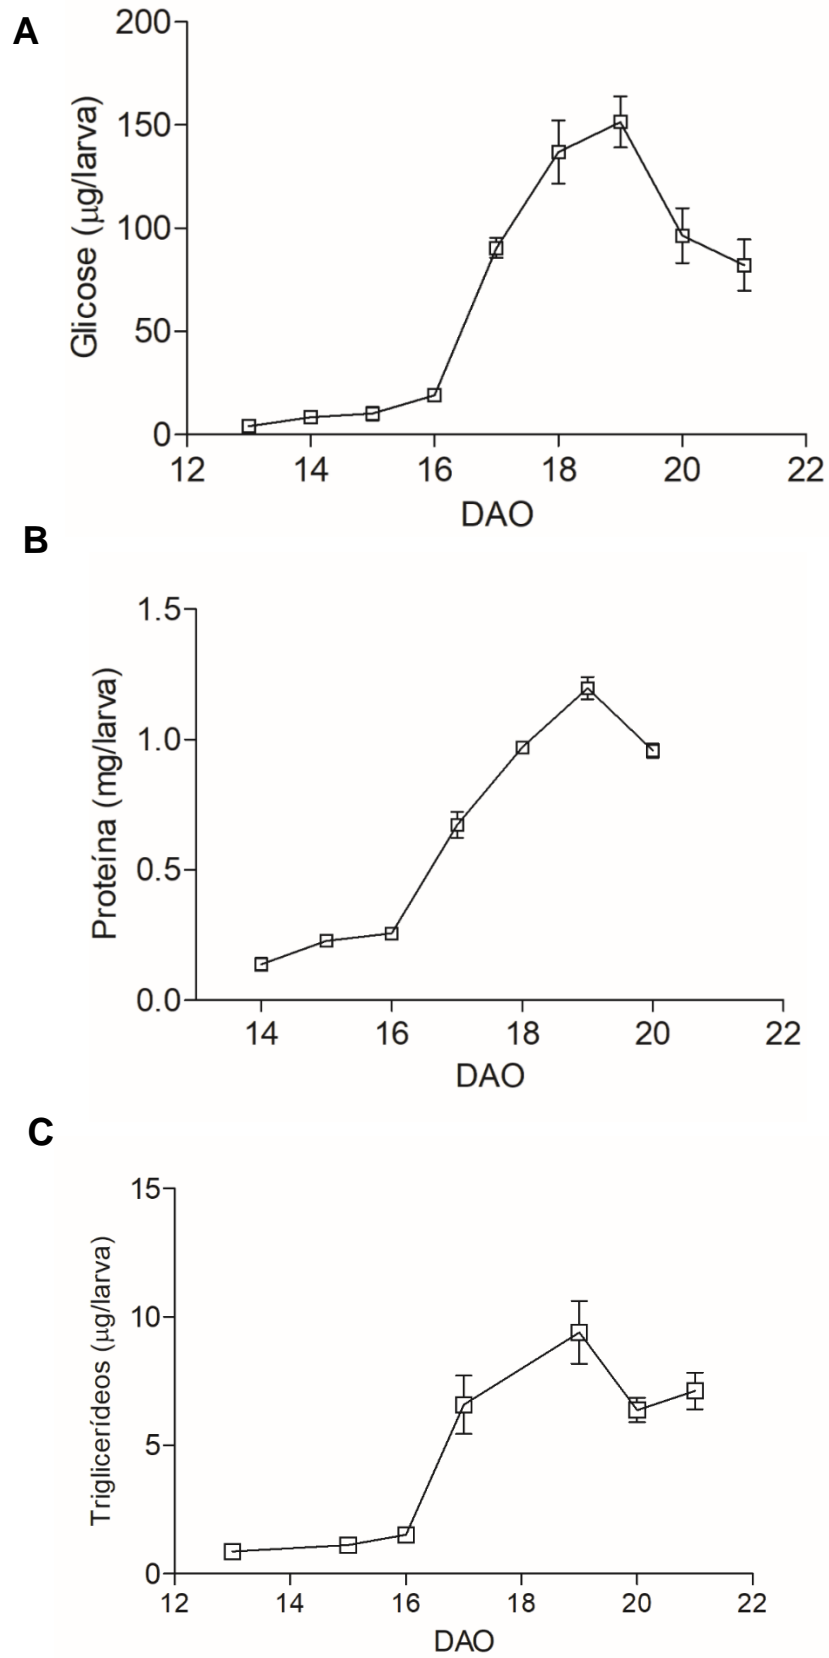 A
Glicose (μg/larva)
200
150
100
50
0
12 14 16 18 20 22
DAO
B
Proteína (mg/larva)
1.5
1.0
0.5
0.0
14 16 18 20 22
DAO
C
Triglicerídeos (μg/larva)
15
10
5
0
12 14 16 18 20 22
DAO